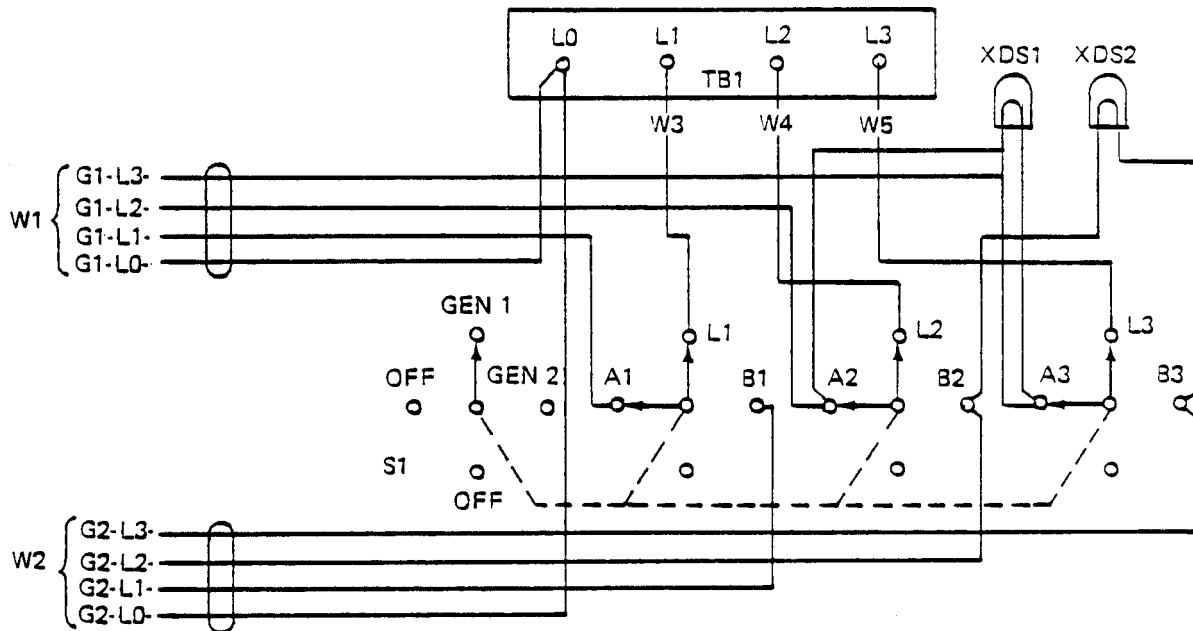 L0 L1 L2 L3
TB1
XDS1 XDS2
W3 W4 W5
W1
G1-L3-
G1-L2-
G1-L1-
G1-L0-
GEN 1
L1 L2 L3
OFF GEN 2 A1 B1 A2 B2 A3 B3
S1
OFF
W2
G2-L3-
G2-L2-
G2-L1-
G2-L0-